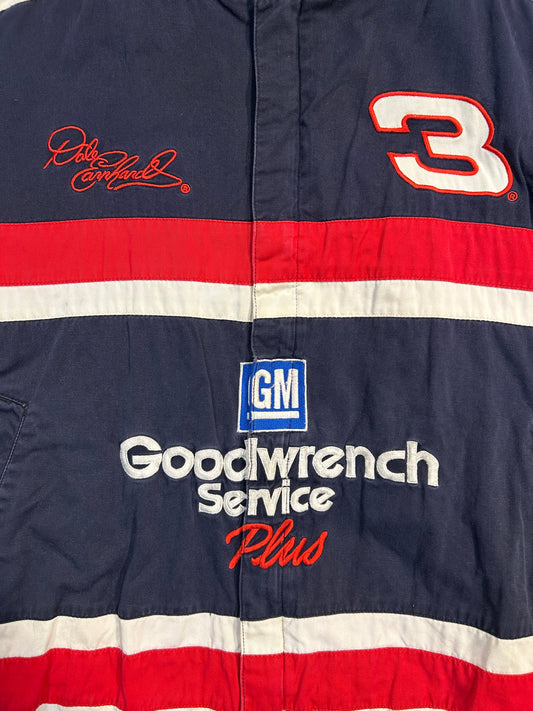 Dale
Earnhardt ®
3 ®
GM
Goodwrench
Service
Plus